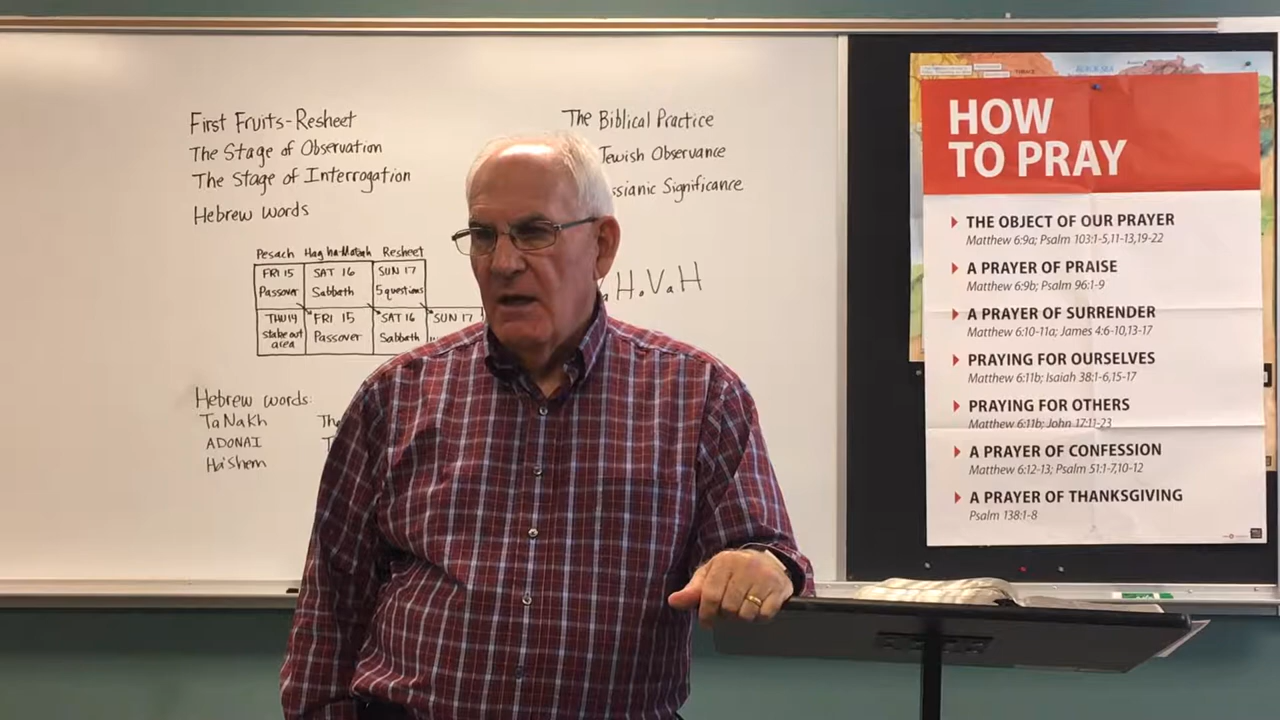 First Fruits-Resheet
The Stage of Observation
The Stage of Interrogation
Hebrew words
Pesach Hag ha-Matzah Resheet
FRI 15 SAT 16 SUN 17
Passover Sabbath 5 questions
THU 14 FRI 15 SAT 16 SUN 17
stake out area Passover Sabbath
Hebrew words:
TaNaKh
ADONAI
Ha'Shem
The Biblical Practice
Jewish Observance
ssianic Significance
aHoVaH
HOW
TO PRAY
THE OBJECT OF OUR PRAYER
Matthew 6:9a; Psalm 103:1-5,11-13,19-22
A PRAYER OF PRAISE
Matthew 6:9b; Psalm 96:1-9
A PRAYER OF SURRENDER
Matthew 6:10-11a; James 4:6-10,13-17
PRAYING FOR OURSELVES
Matthew 6:11b; Isaiah 38:1-6,15-17
PRAYING FOR OTHERS
Matthew 6:11b; John 17:11-23
A PRAYER OF CONFESSION
Matthew 6:12-13; Psalm 51:1-7,10-12
A PRAYER OF THANKSGIVING
Psalm 138:1-8